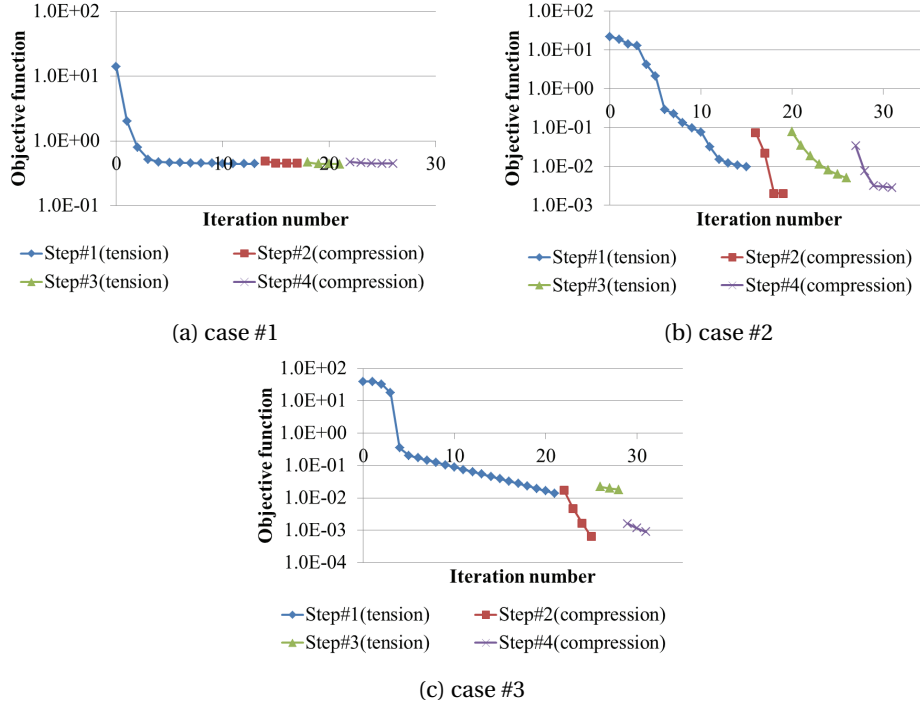 1.0E+02
1.0E+01
1.0E+00
1.0E-01
Objective function
0 10 20 30
Iteration number
Step#1(tension) Step#2(compression)
Step#3(tension) Step#4(compression)
(a) case #1
1.0E+02
1.0E+01
1.0E+00
1.0E-01
1.0E-02
1.0E-03
Objective function
0 10 20 30
Iteration number
Step#1(tension) Step#2(compression)
Step#3(tension) Step#4(compression)
(b) case #2
1.0E+02
1.0E+01
1.0E+00
1.0E-01
1.0E-02
1.0E-03
1.0E-04
Objective function
0 10 20 30
Iteration number
Step#1(tension) Step#2(compression)
Step#3(tension) Step#4(compression)
(c) case #3